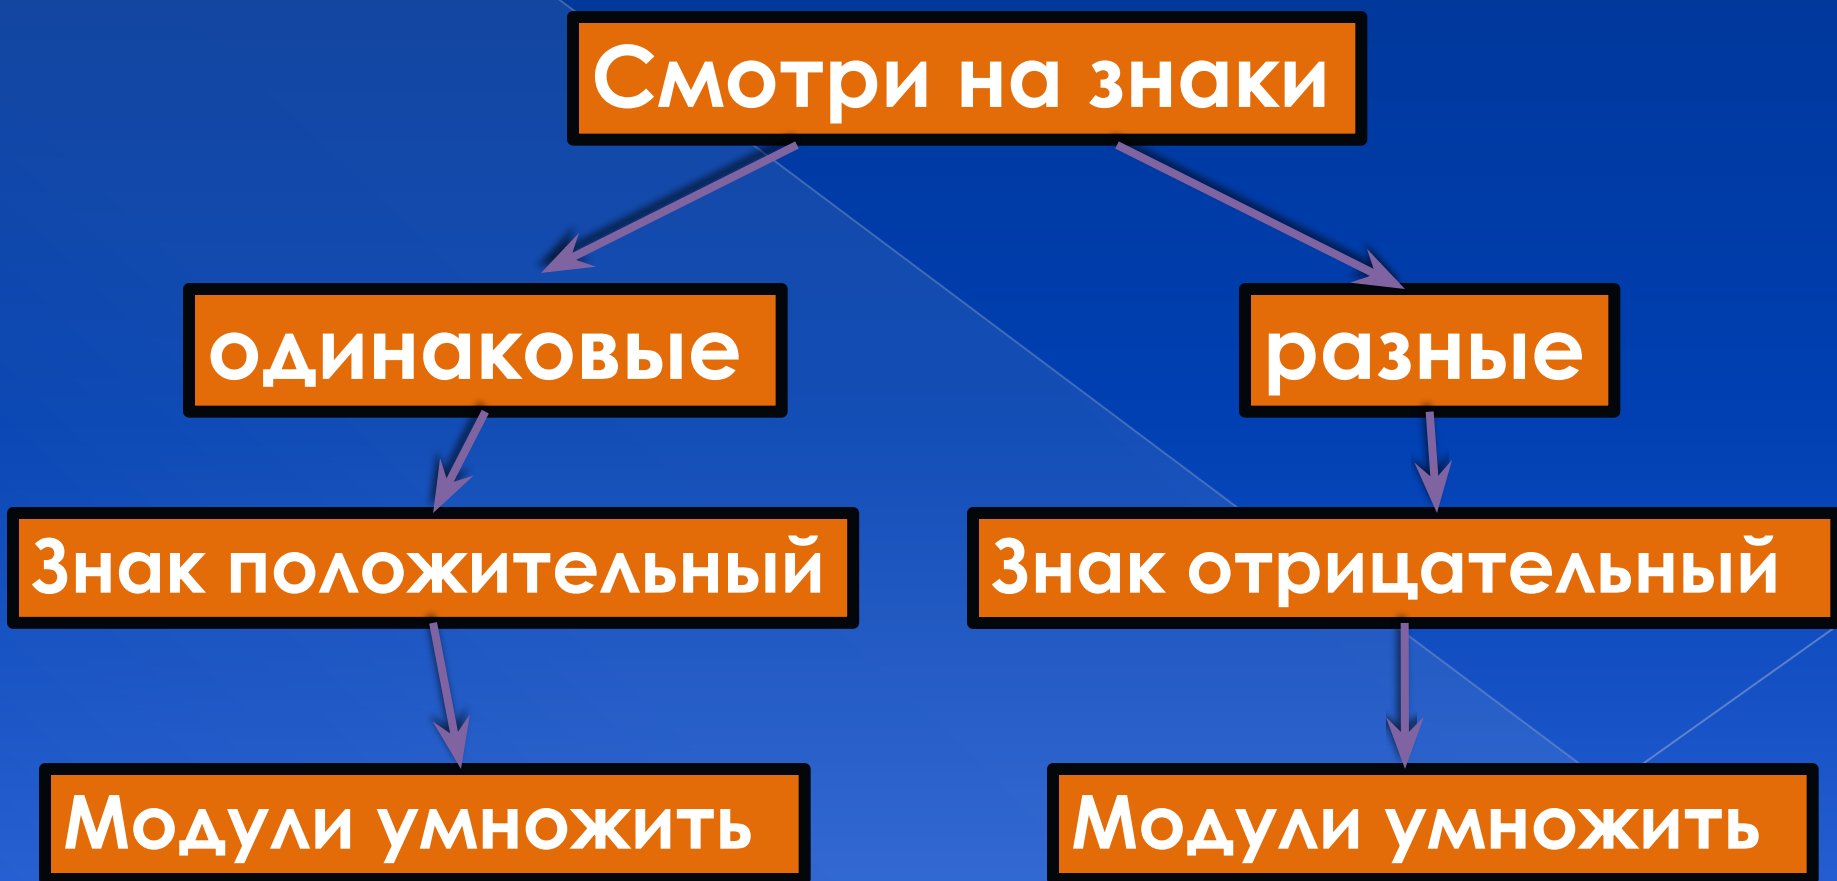 Смотри на знаки
одинаковые
разные
Знак положительный
Знак отрицательный
Модули умножить
Модули умножить